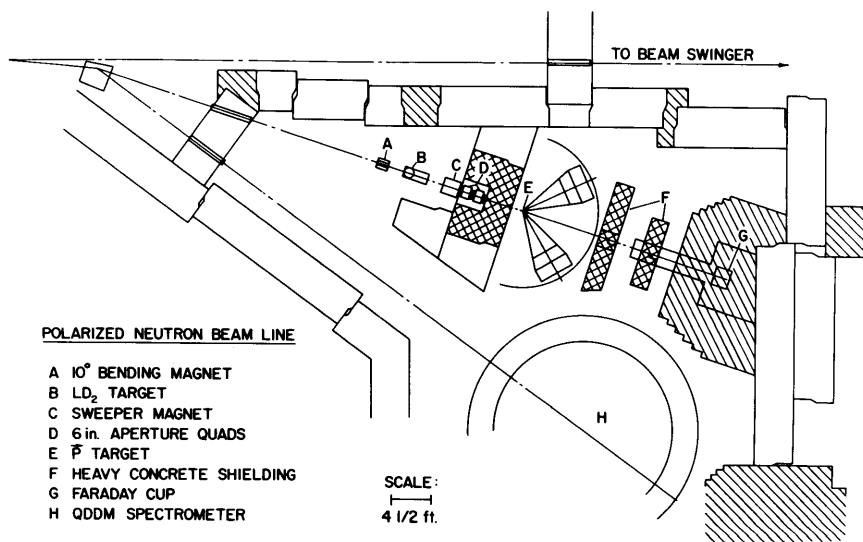 TO BEAM SWINGER
A
B
C
D
E
F
G
H
POLARIZED NEUTRON BEAM LINE
A 10° BENDING MAGNET
B LD₂ TARGET
C SWEEPER MAGNET
D 6 in. APERTURE QUADS
E P⃗ TARGET
F HEAVY CONCRETE SHIELDING
G FARADAY CUP
H QDDM SPECTROMETER
SCALE:
4 1/2 ft.